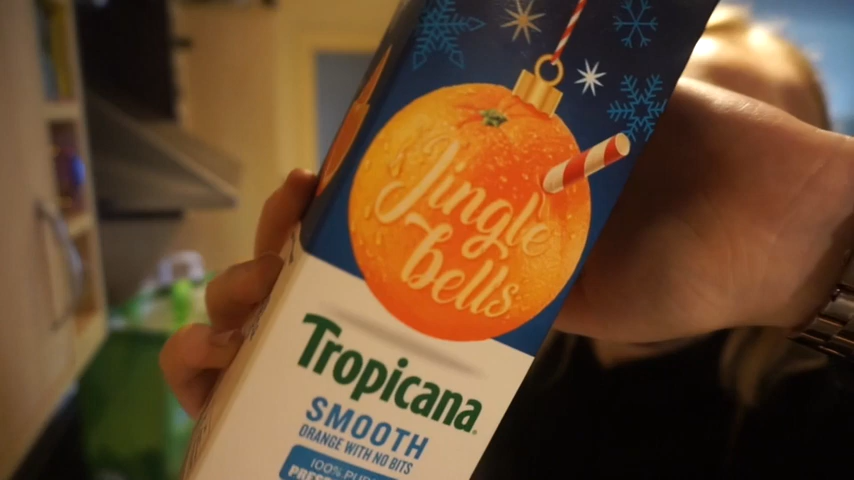 Jingle
bells
Tropicana
SMOOTH
ORANGE WITH NO BITS
100% PURE